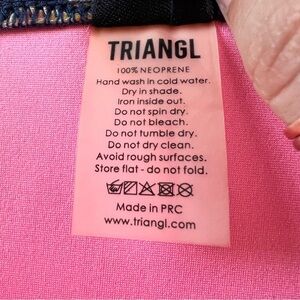 TRIANGL
100% NEOPRENE
Hand wash in cold water.
Dry in shade.
Iron inside out.
Do not spin dry.
Do not bleach.
Do not tumble dry.
Do not dry clean.
Avoid rough surfaces.
Store flat - do not fold.
Made in PRC
www.triangl.com